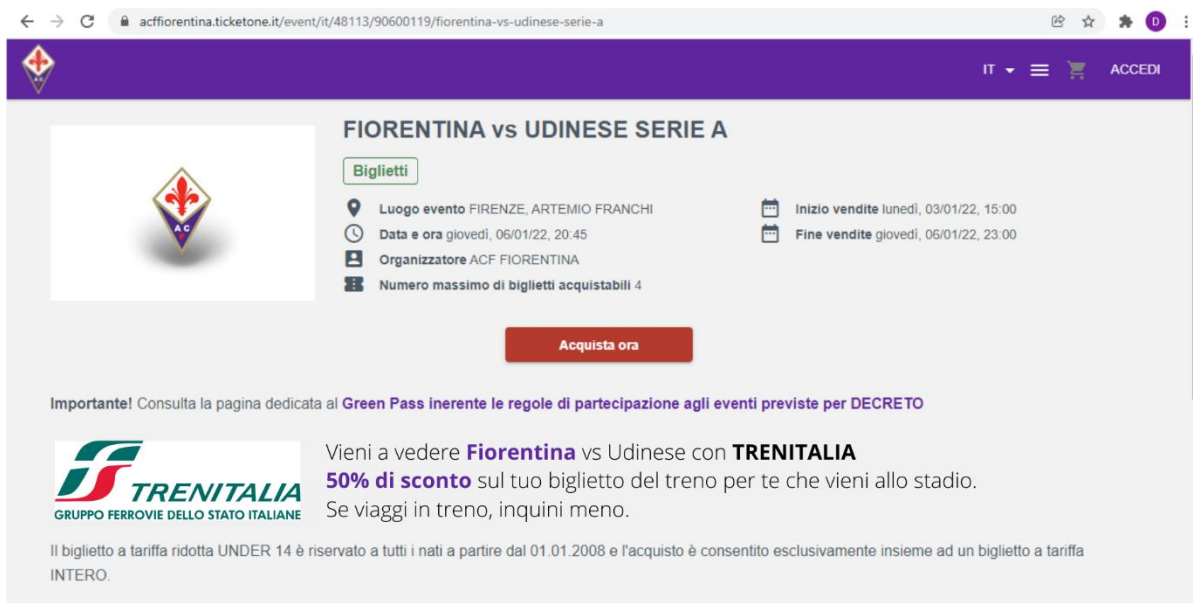 acffiorentina.ticketone.it/event/it/48113/90600119/fiorentina-vs-udinese-serie-a
D
IT
ACCEDI
FIORENTINA vs UDINESE SERIE A
Biglietti
Luogo evento FIRENZE, ARTEMIO FRANCHI
Inizio vendite lunedì, 03/01/22, 15:00
Data e ora giovedì, 06/01/22, 20:45
Fine vendite giovedì, 06/01/22, 23:00
Organizzatore ACF FIORENTINA
Numero massimo di biglietti acquistabili 4
AC
F
Acquista ora
Importante! Consulta la pagina dedicata al Green Pass inerente le regole di partecipazione agli eventi previste per DECRETO
TRENITALIA
GRUPPO FERROVIE DELLO STATO ITALIANE
Vieni a vedere Fiorentina vs Udinese con TRENITALIA
50% di sconto sul tuo biglietto del treno per te che vieni allo stadio.
Se viaggi in treno, inquini meno.
Il biglietto a tariffa ridotta UNDER 14 è riservato a tutti i nati a partire dal 01.01.2008 e l'acquisto è consentito esclusivamente insieme ad un biglietto a tariffa
INTERO.